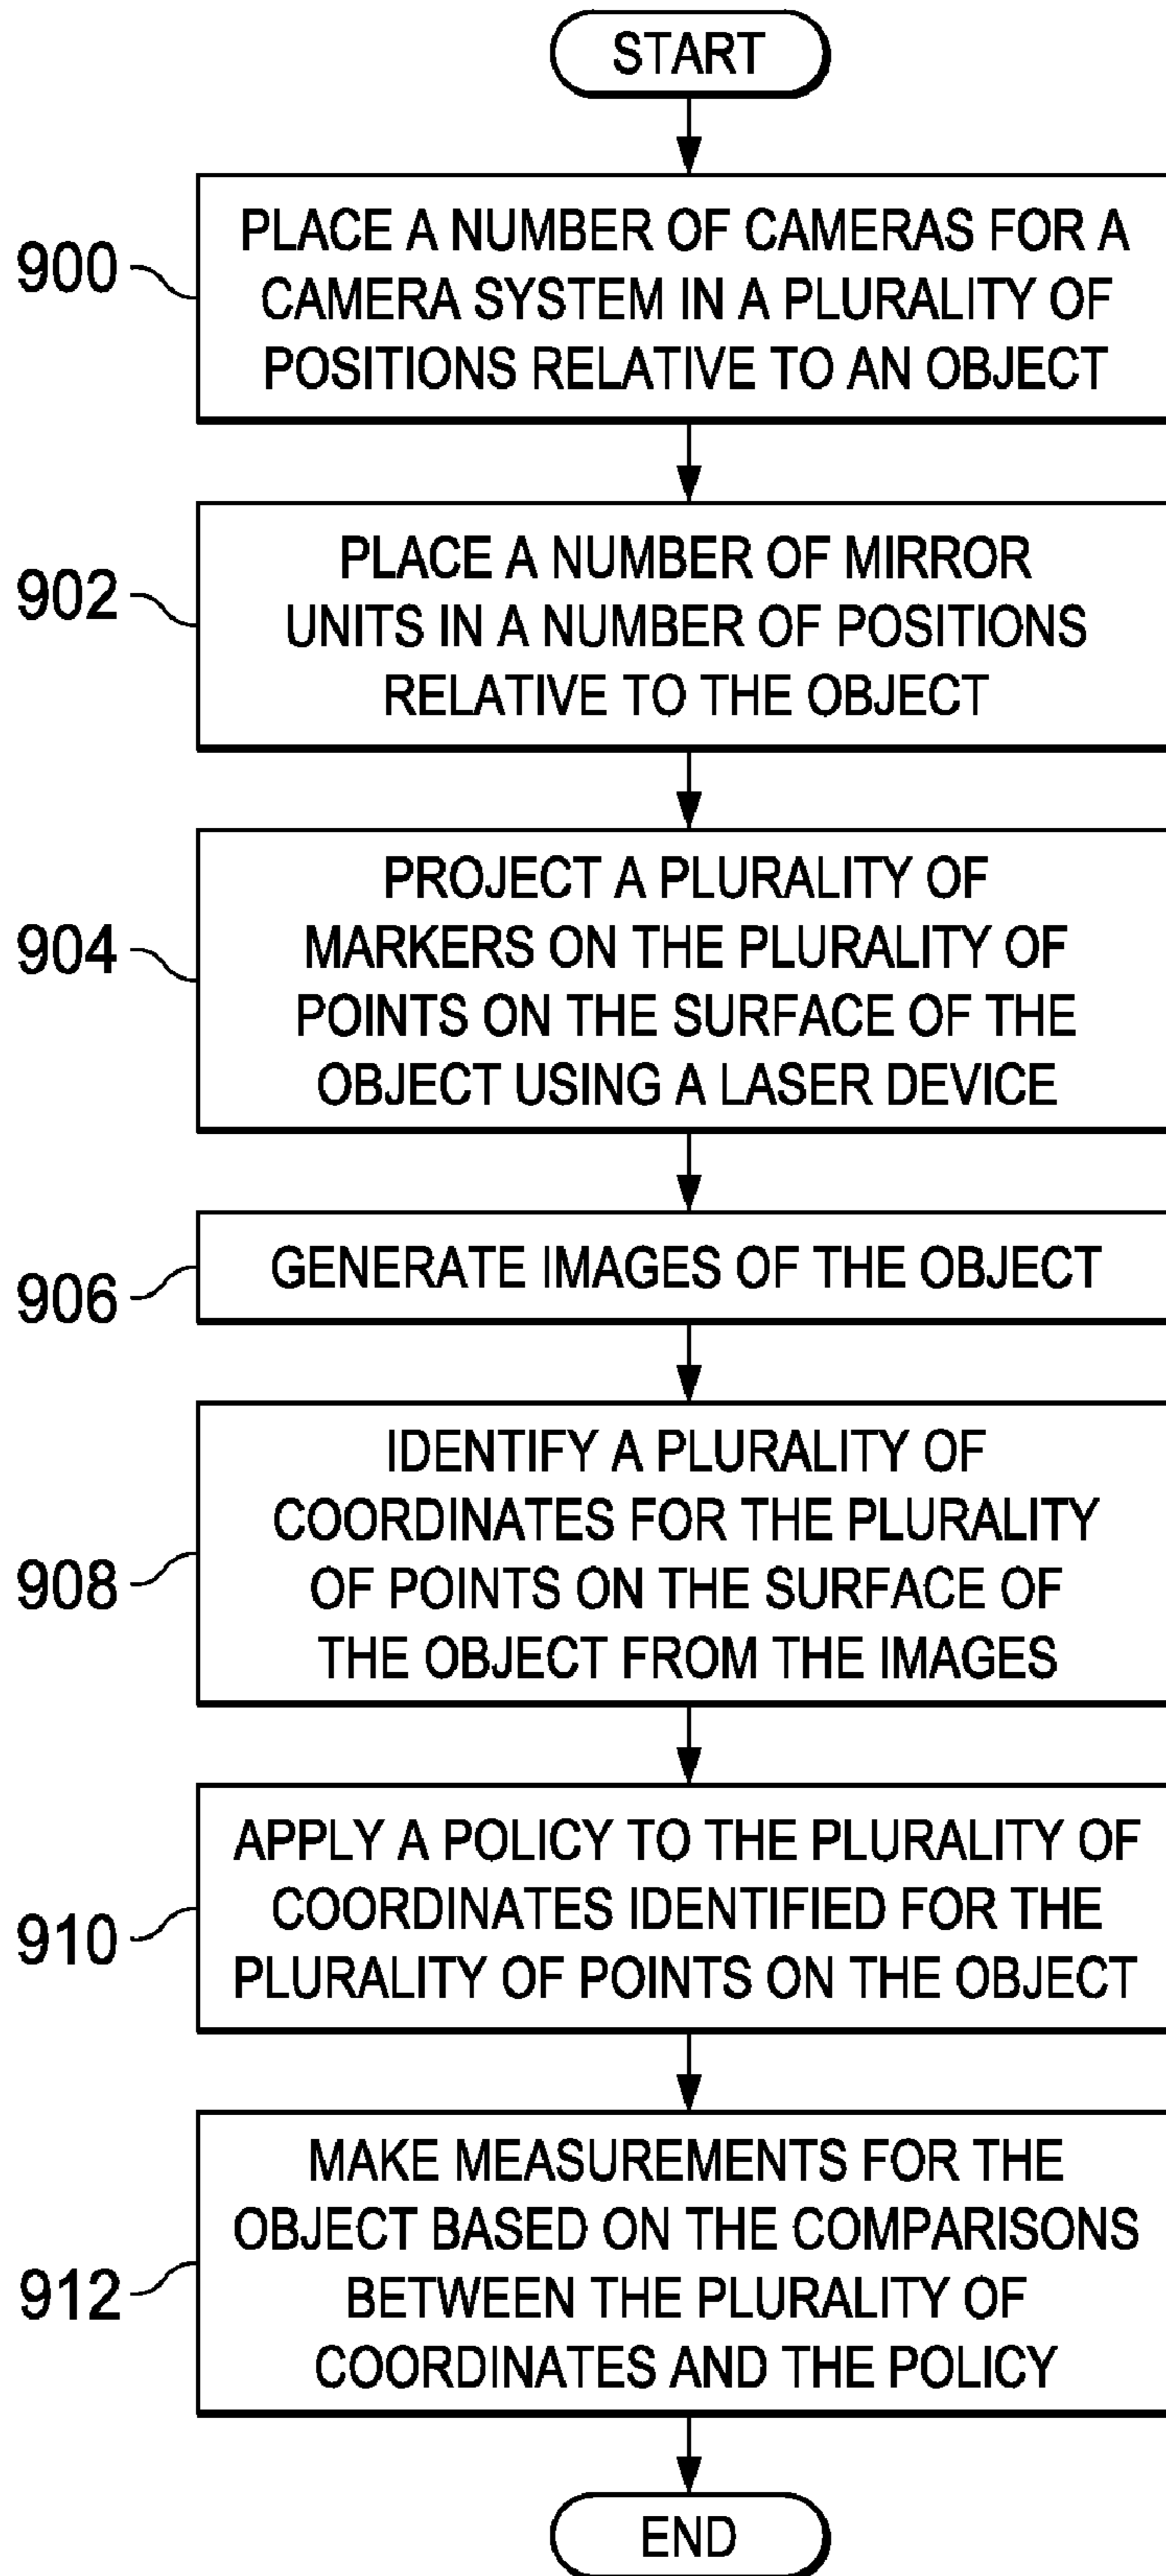 START
900
PLACE A NUMBER OF CAMERAS FOR A
CAMERA SYSTEM IN A PLURALITY OF
POSITIONS RELATIVE TO AN OBJECT
902
PLACE A NUMBER OF MIRROR
UNITS IN A NUMBER OF POSITIONS
RELATIVE TO THE OBJECT
904
PROJECT A PLURALITY OF
MARKERS ON THE PLURALITY OF
POINTS ON THE SURFACE OF THE
OBJECT USING A LASER DEVICE
906
GENERATE IMAGES OF THE OBJECT
908
IDENTIFY A PLURALITY OF
COORDINATES FOR THE PLURALITY
OF POINTS ON THE SURFACE OF
THE OBJECT FROM THE IMAGES
910
APPLY A POLICY TO THE PLURALITY OF
COORDINATES IDENTIFIED FOR THE
PLURALITY OF POINTS ON THE OBJECT
912
MAKE MEASUREMENTS FOR THE
OBJECT BASED ON THE COMPARISONS
BETWEEN THE PLURALITY OF
COORDINATES AND THE POLICY
END